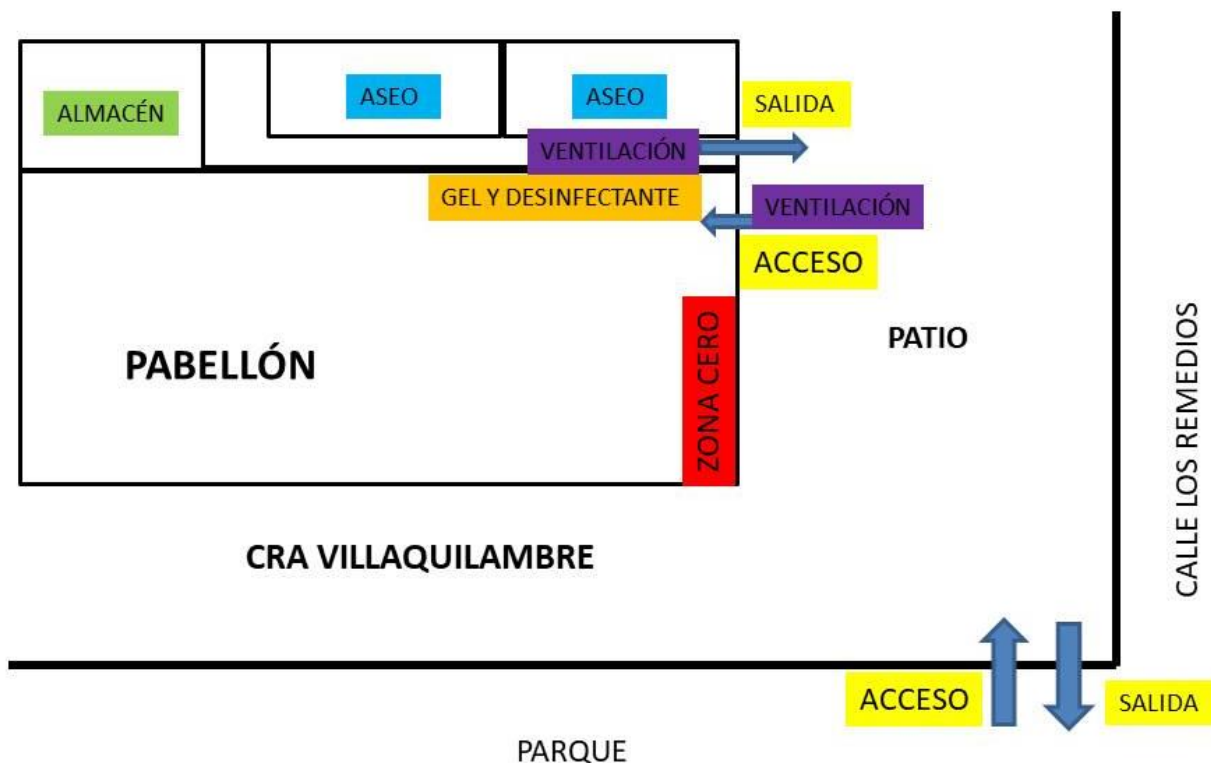 ALMACÉN
ASEO
ASEO
SALIDA
VENTILACIÓN
GEL Y DESINFECTANTE
VENTILACIÓN
ACCESO
ZONA CERO
PABELLÓN
PATIO
CALLE LOS REMEDIOS
CRA VILLAQUILAMBRE
ACCESO
SALIDA
PARQUE